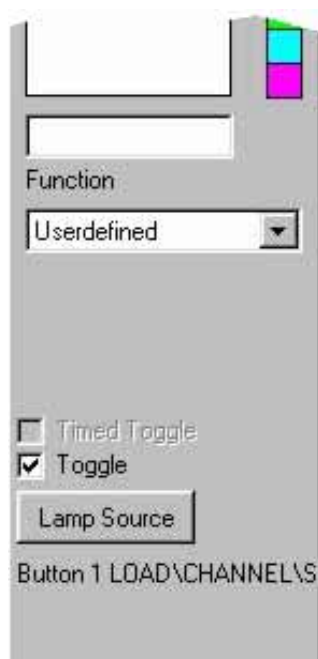 Function
Userdefined
Timed Toggle
Toggle
Lamp Source
Button 1 LOAD\CHANNEL\S